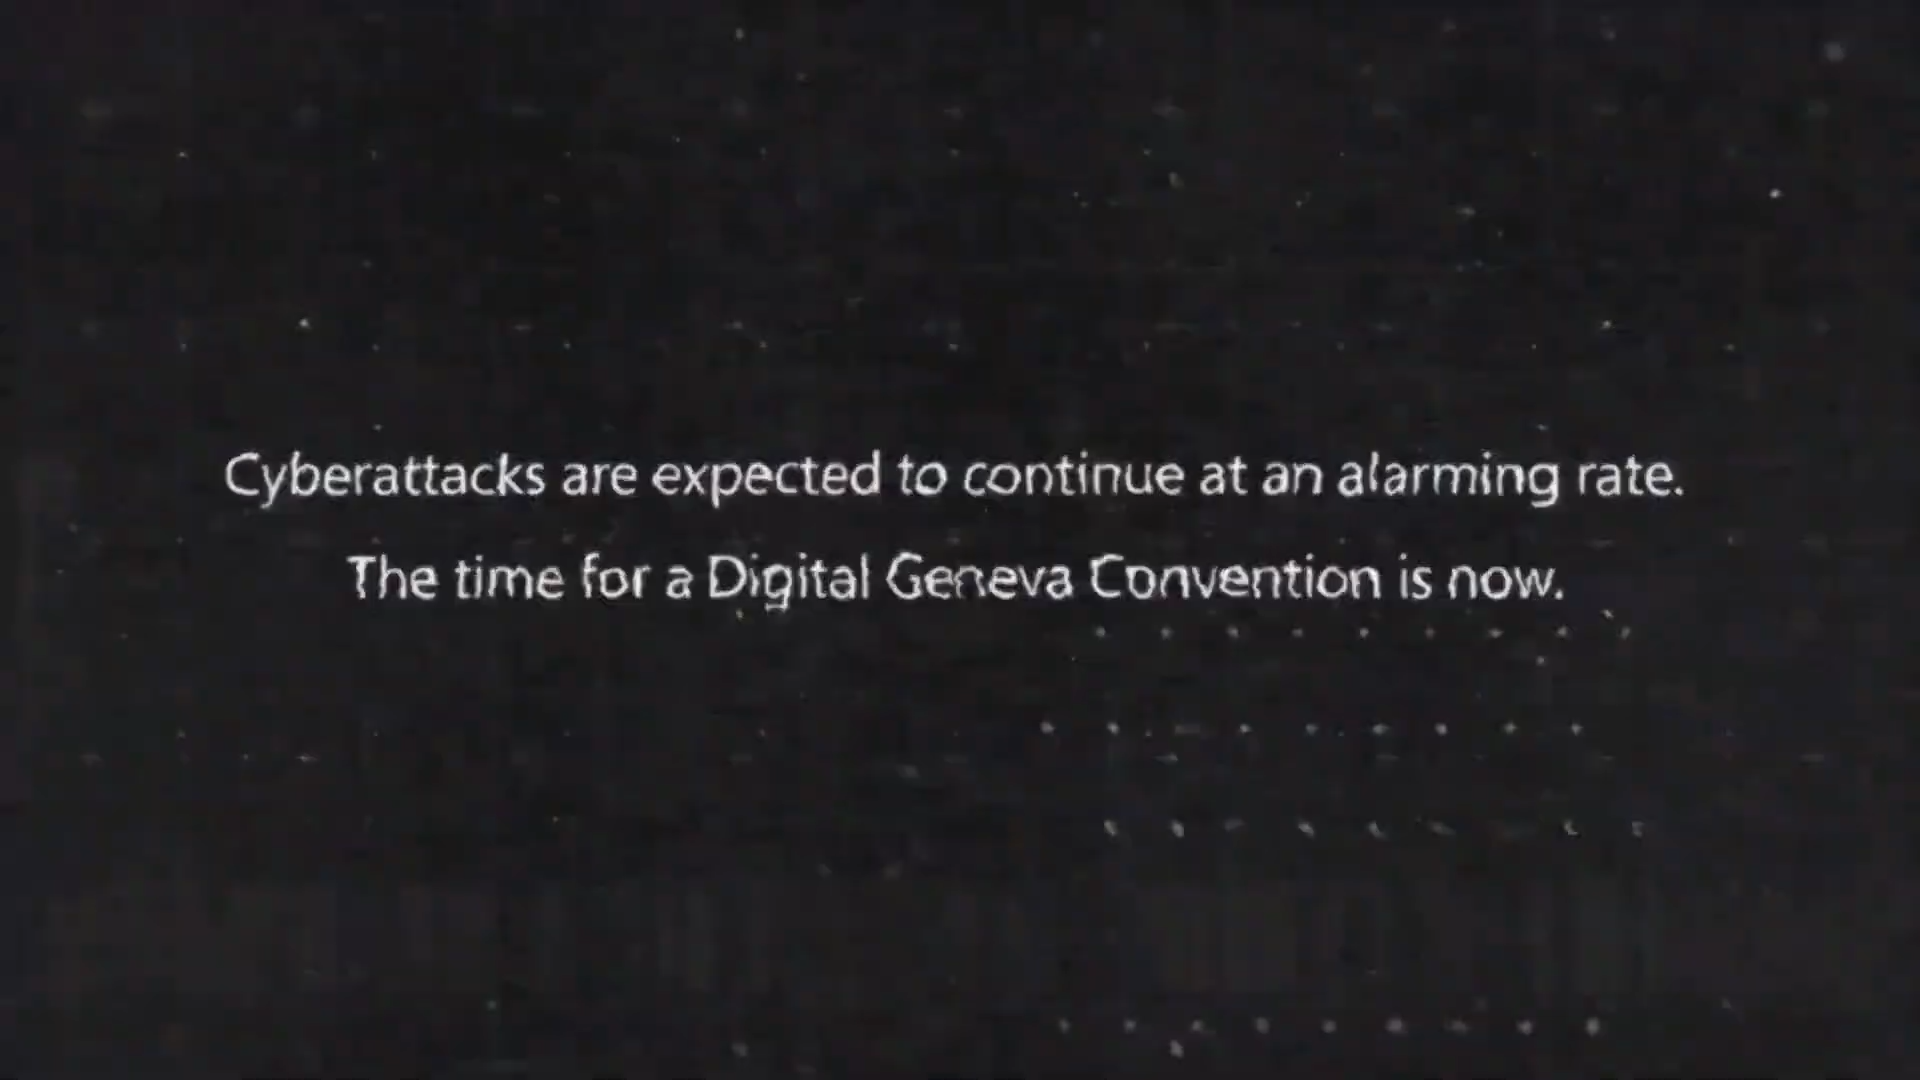 Cyberattacks are expected to continue at an alarming rate.
The time for a Digital Geneva Convention is now.